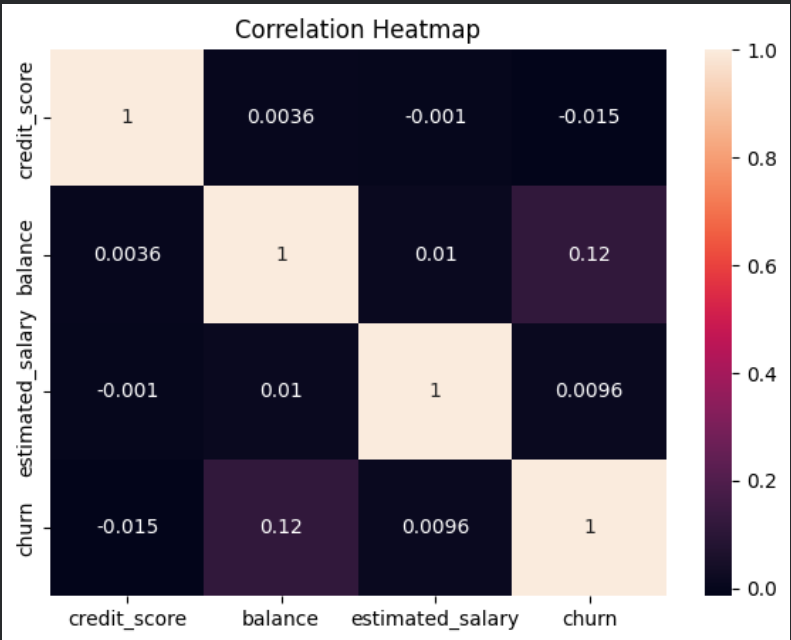 Correlation Heatmap
credit_score 1 0.0036 -0.001 -0.015
balance 0.0036 1 0.01 0.12
estimated_salary -0.001 0.01 1 0.0096
churn -0.015 0.12 0.0096 1
credit_score balance estimated_salary churn
1.0
0.8
0.6
0.4
0.2
0.0